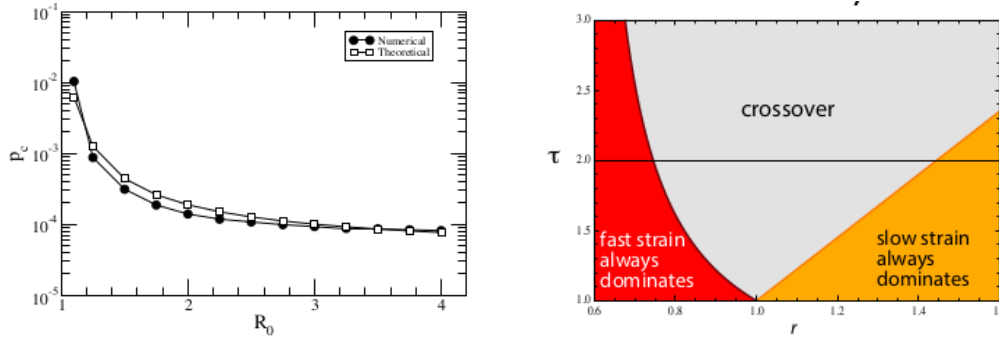 10^-1
10^-2
10^-3
10^-4
10^-5
p_c
1
2
3
4
R_0
Numerical
Theoretical
3.0
2.5
2.0
1.5
1.0
τ
crossover
fast strain
always
dominates
slow strain
always
dominates
0.6
0.8
1.0
1.2
1.4
r